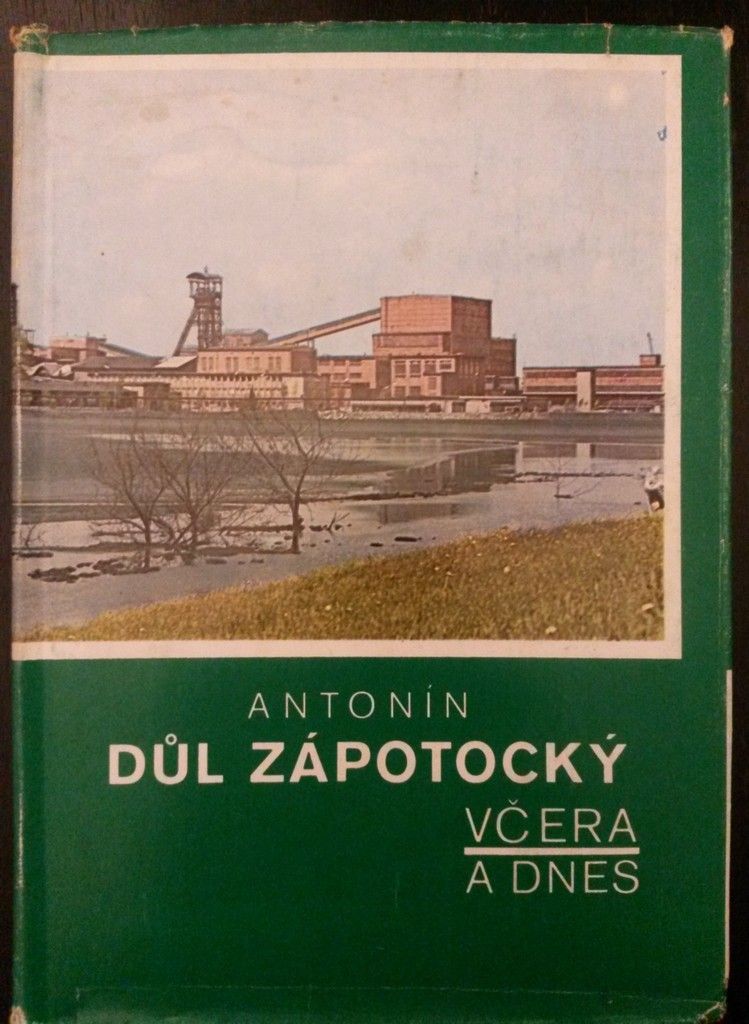 ANTONÍN
DŮL ZÁPOTOCKÝ
VČERA
A DNES